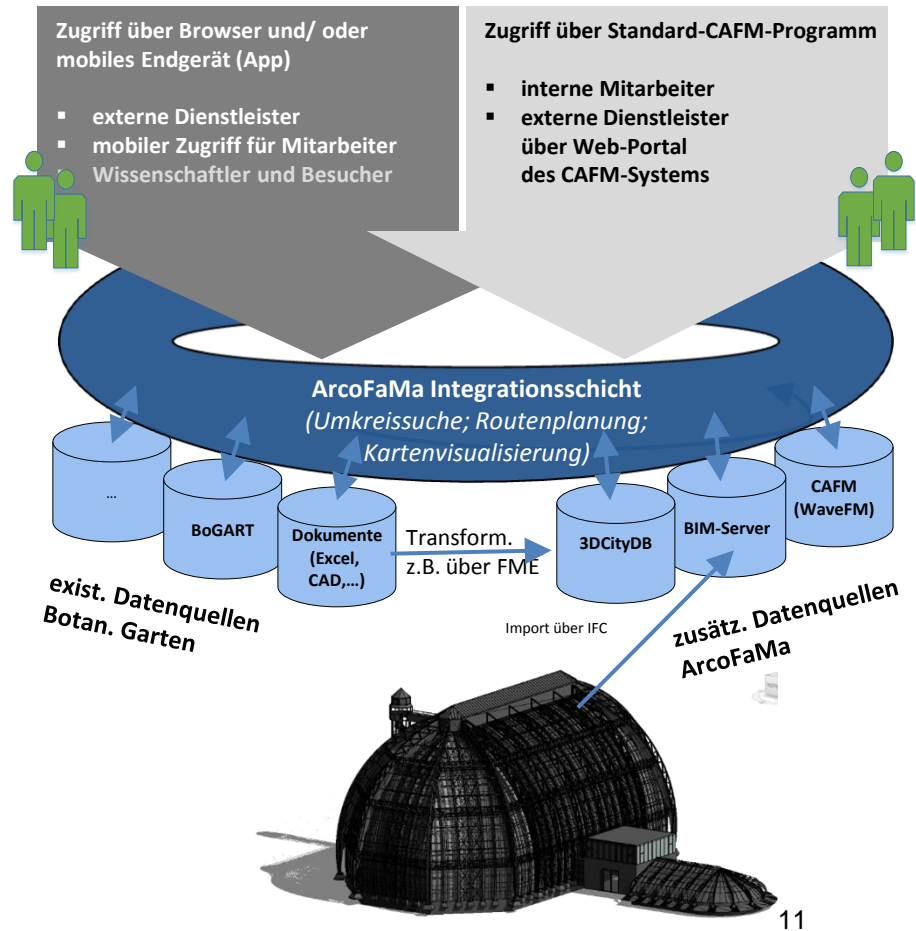 Zugriff über Browser und/ oder
mobiles Endgerät (App)
▪ externe Dienstleister
▪ mobiler Zugriff für Mitarbeiter
▪ Wissenschaftler und Besucher
Zugriff über Standard-CAFM-Programm
▪ interne Mitarbeiter
▪ externe Dienstleister
über Web-Portal
des CAFM-Systems
ArcoFaMa Integrationsschicht
(Umkreissuche; Routenplanung;
Kartenvisualisierung)
...
BoGART
Dokumente
(Excel,
CAD,...)
Transform.
z.B. über FME
3DCityDB
BIM-Server
CAFM
(WaveFM)
exist. Datenquellen
Botan. Garten
Import über IFC
zusätz. Datenquellen
ArcoFaMa
11